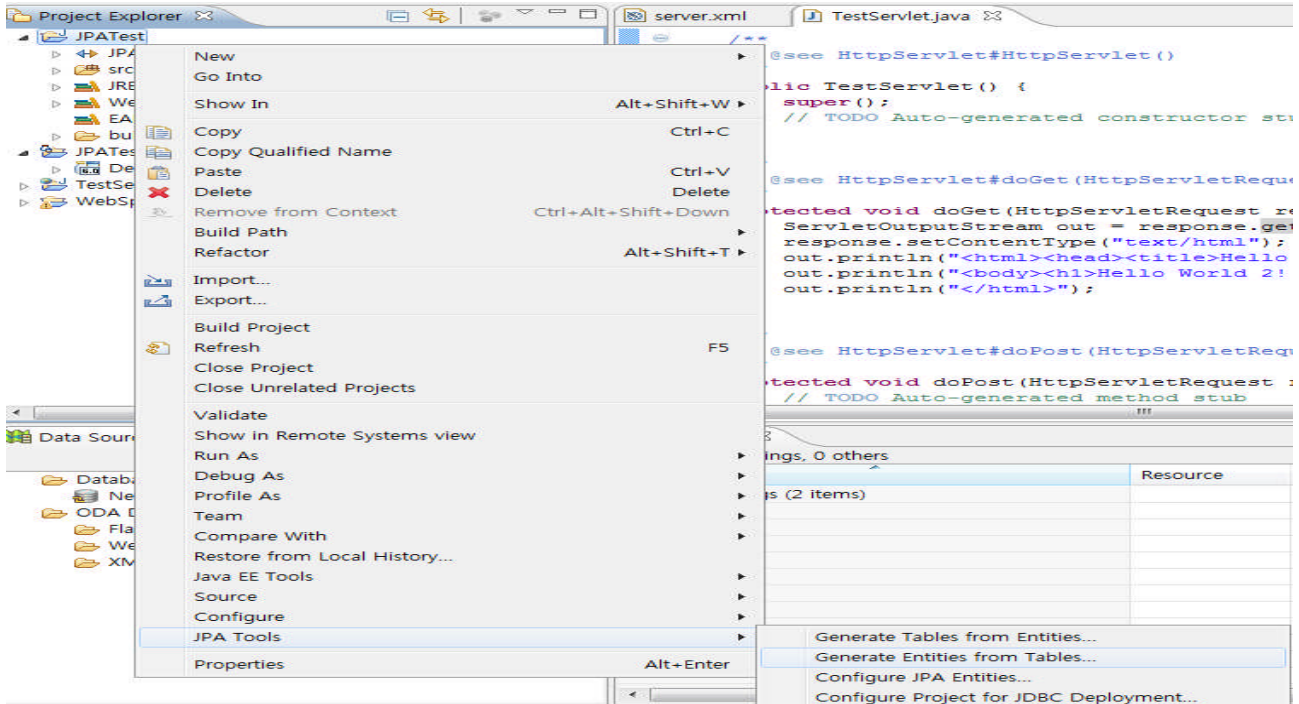 Project Explorer
server.xml
TestServlet.java
JPATest
JPA
src
JRE
We
EA
bu
JPATes
De
TestSe
WebSp
New
Go Into
Show In Alt+Shift+W
Copy Ctrl+C
Copy Qualified Name
Paste Ctrl+V
Delete Delete
Remove from Context Ctrl+Alt+Shift+Down
Build Path
Refactor Alt+Shift+T
Import...
Export...
Build Project
Refresh F5
Close Project
Close Unrelated Projects
Validate
Show in Remote Systems view
Run As
Debug As
Profile As
Team
Compare With
Restore from Local History...
Java EE Tools
Source
Configure
JPA Tools
Properties Alt+Enter
Generate Tables from Entities...
Generate Entities from Tables...
Configure JPA Entities...
Configure Project for JDBC Deployment...
/**
@see HttpServlet#HttpServlet()
lic TestServlet() {
super();
// TODO Auto-generated constructor stu
@see HttpServlet#doGet(HttpServletReque
tected void doGet(HttpServletRequest re
ServletOutputStream out = response.get
response.setContentType("text/html");
out.println("<html><head><title>Hello
out.println("<body><h1>Hello World 2!
out.println("</html>");
@see HttpServlet#doPost(HttpServletRequ
tected void doPost(HttpServletRequest
// TODO Auto-generated method stub
Data Sour
Datab
Ne
ODA D
Fla
We
XM
ings, 0 others
Resource
gs (2 items)